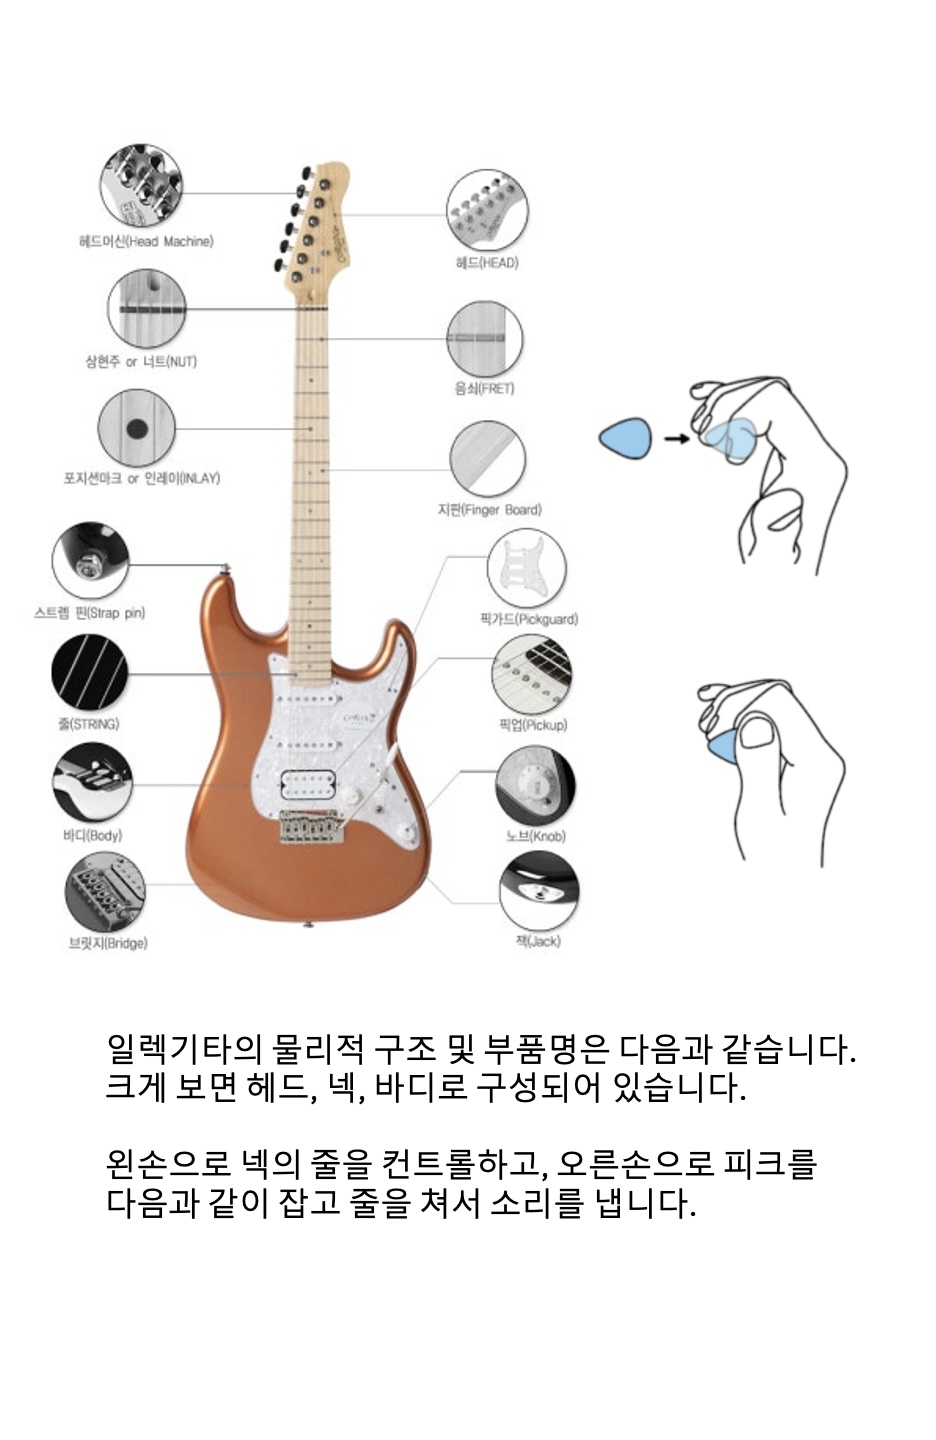 헤드머신(Head Machine)
헤드(HEAD)
상현주 or 너트(NUT)
음쇠(FRET)
포지션마크 or 인레이(INLAY)
지판(Finger Board)
스트렙 핀(Strap pin)
픽가드(Pickguard)
줄(STRING)
픽업(Pickup)
바디(Body)
노브(Knob)
브릿지(Bridge)
잭(Jack)
일렉기타의 물리적 구조 및 부품명은 다음과 같습니다.
크게 보면 헤드, 넥, 바디로 구성되어 있습니다.
왼손으로 넥의 줄을 컨트롤하고, 오른손으로 피크를
다음과 같이 잡고 줄을 쳐서 소리를 냅니다.